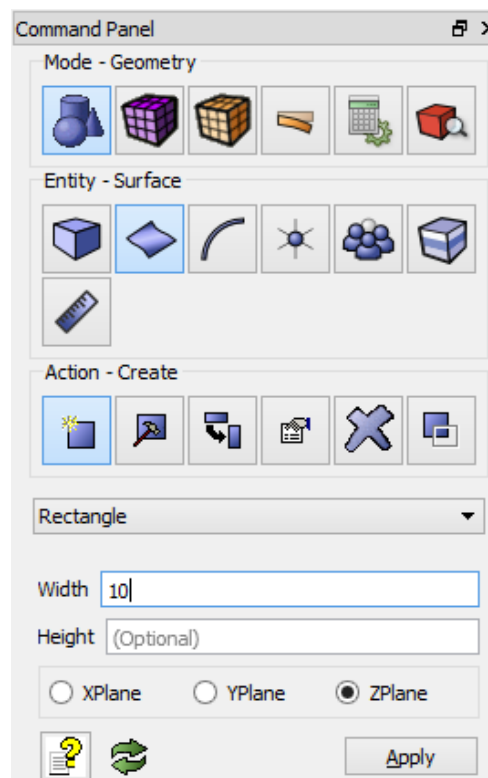 Command Panel
Mode - Geometry
Entity - Surface
Action - Create
Rectangle
Width 10
Height (Optional)
XPlane YPlane ZPlane
Apply